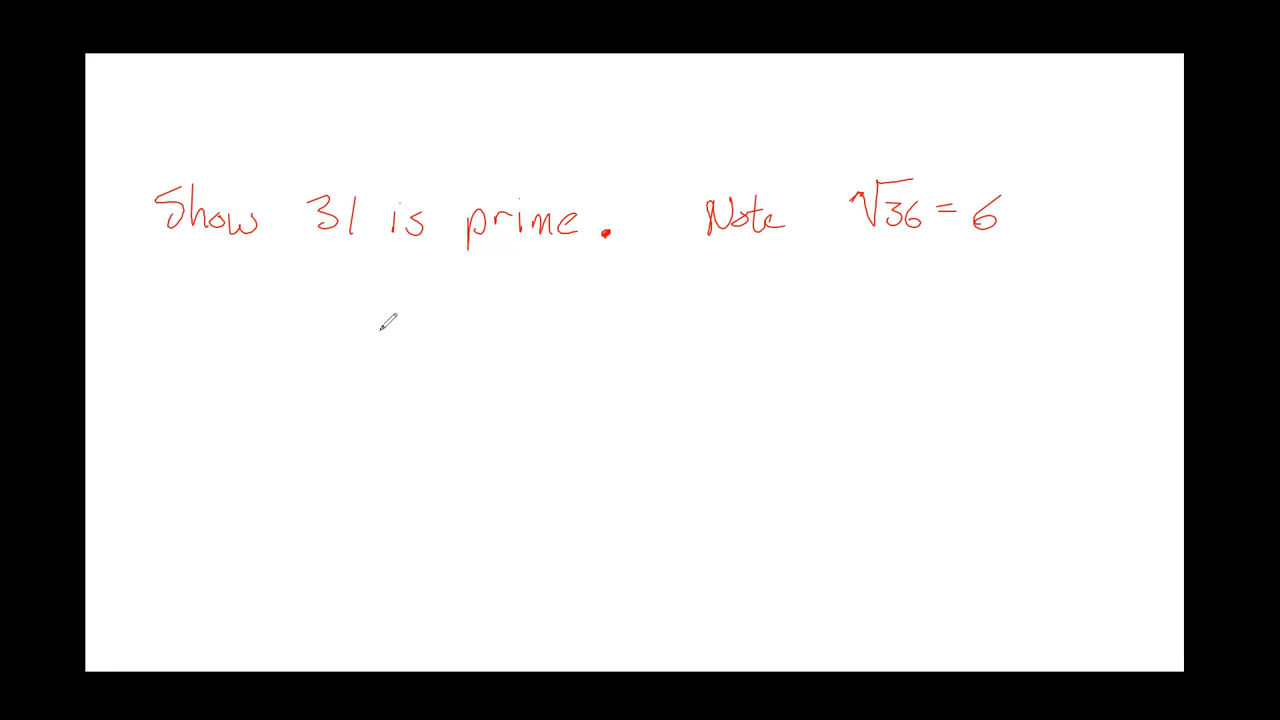 Show 31 is prime. Note √36 = 6